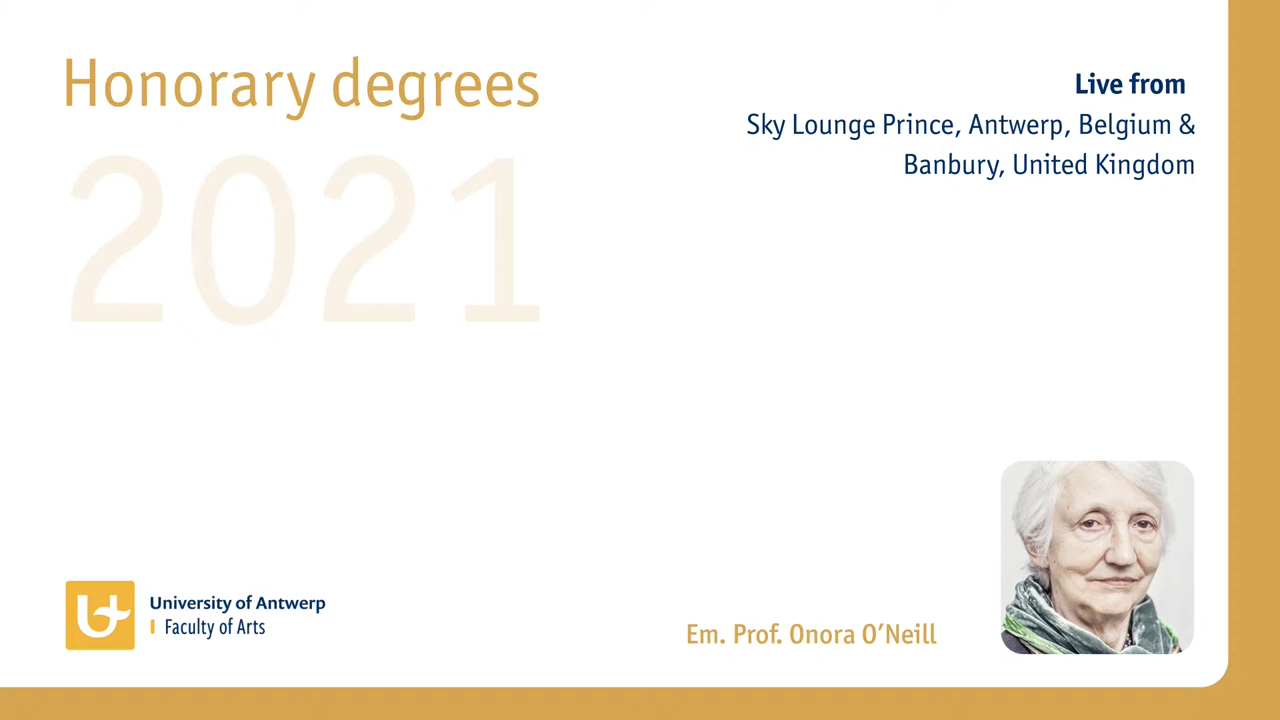 Honorary degrees
2021
Live from
Sky Lounge Prince, Antwerp, Belgium &
Banbury, United Kingdom
University of Antwerp
Faculty of Arts
Em. Prof. Onora O’Neill